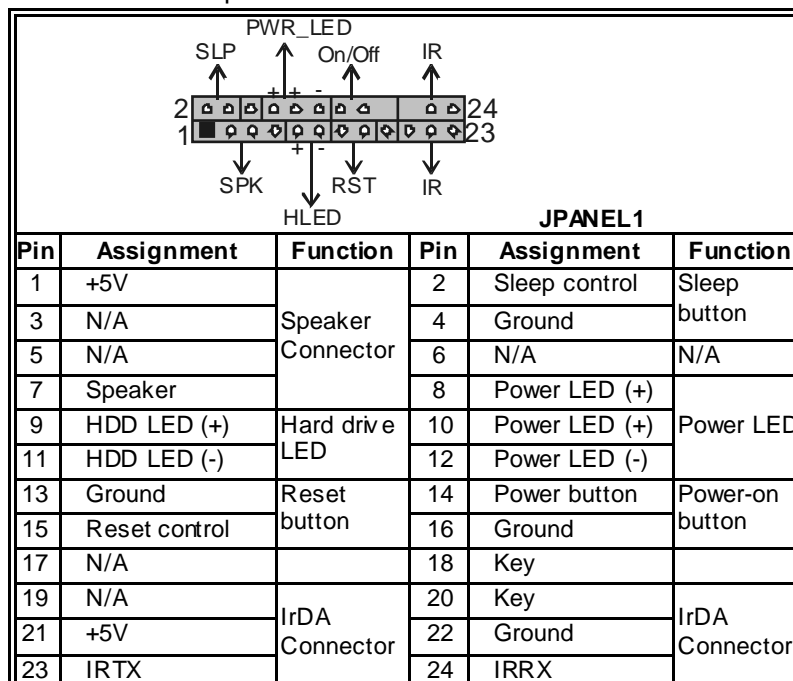 PWR_LED
SLP On/Off IR
+ + -
2 24
1 23
+ -
SPK RST IR
HLED JPANEL1
Pin Assignment Function Pin Assignment Function
1 +5V Speaker Connector 2 Sleep control Sleep button
3 N/A 4 Ground
5 N/A 6 N/A N/A
7 Speaker 8 Power LED (+) Power LED
9 HDD LED (+) Hard drive LED 10 Power LED (+)
11 HDD LED (-) 12 Power LED (-)
13 Ground Reset button 14 Power button Power-on button
15 Reset control 16 Ground
17 N/A 18 Key
19 N/A IrDA Connector 20 Key IrDA Connector
21 +5V 22 Ground
23 IRTX 24 IRRX